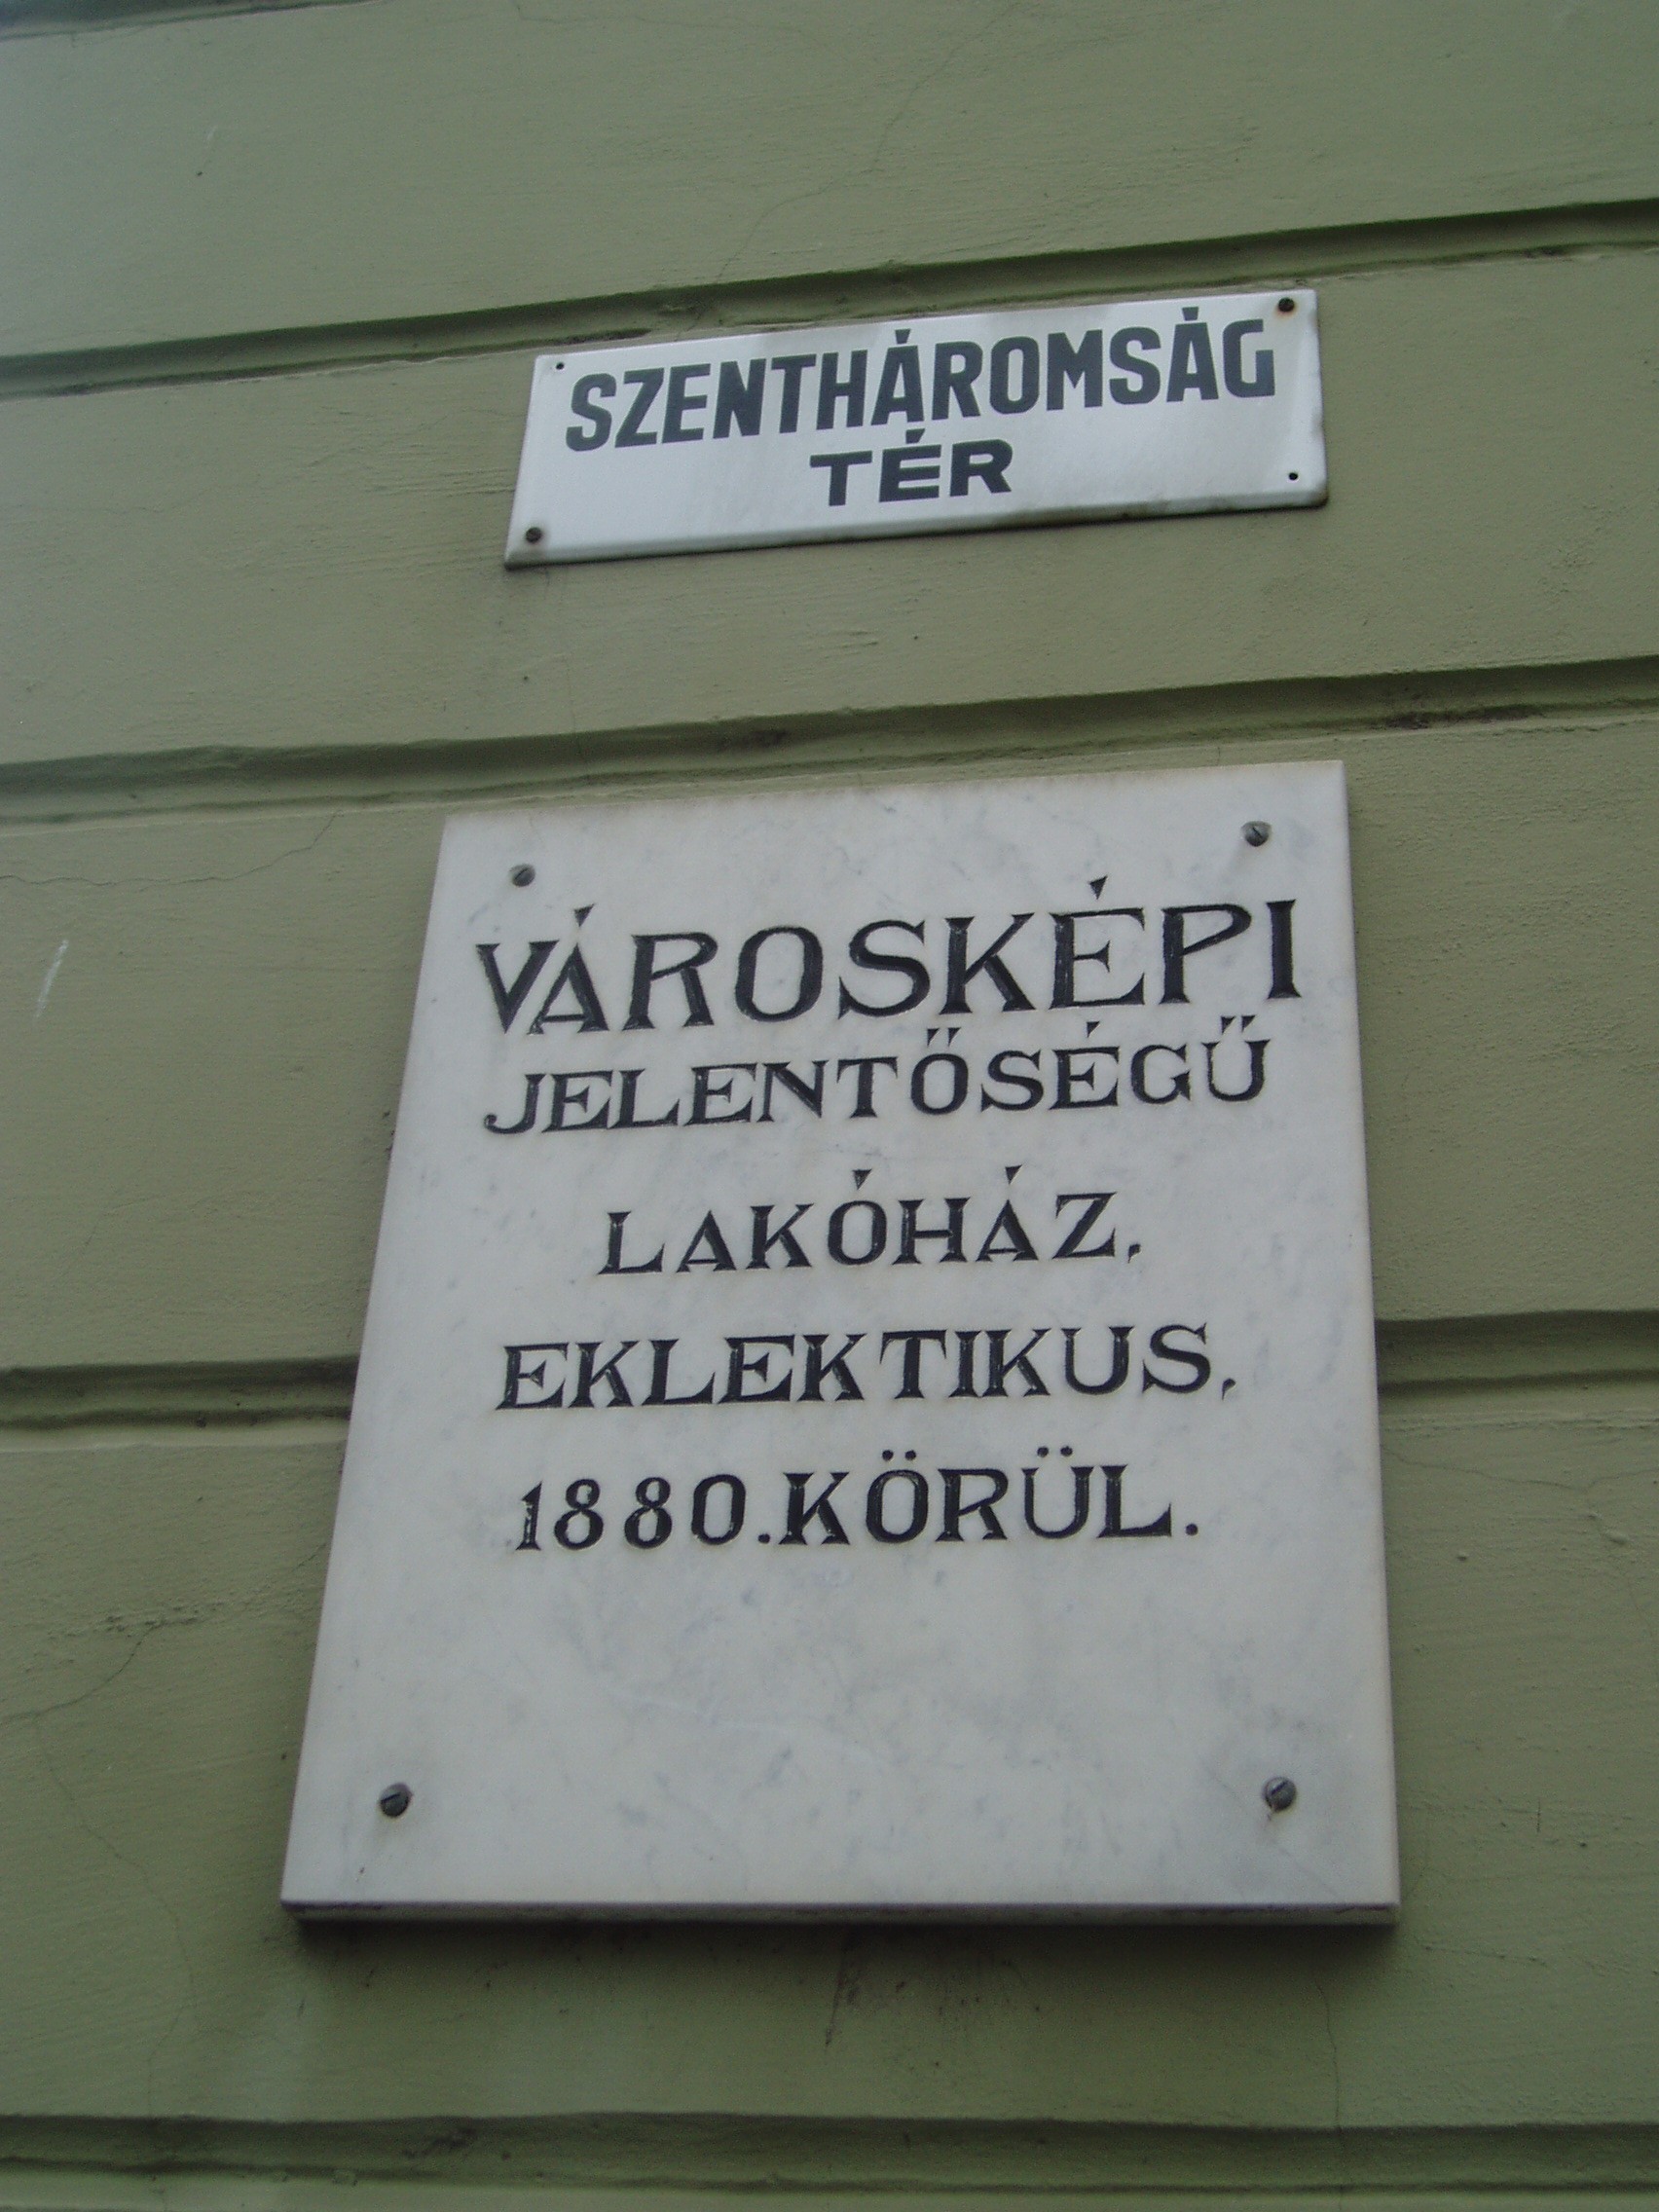 SZENTHÁROMSÁG
TÉR
VÁROSKÉPI
JELENTŐSÉGŰ
LAKÓHÁZ,
EKLEKTIKUS,
1880. KÖRÜL.